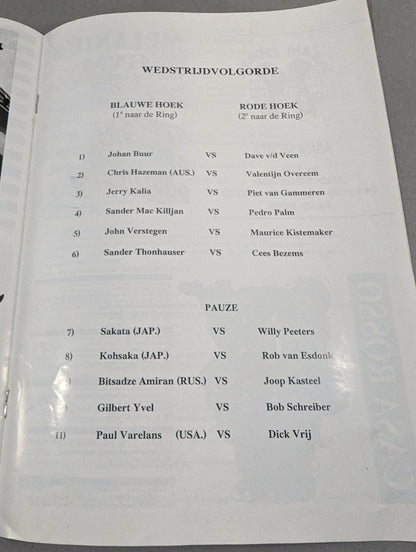 WEDSTRIJDVOLGORDE
BLAUWE HOEK RODE HOEK
(1e naar de Ring) (2e naar de Ring)
1) Johan Buur VS Dave v/d Veen
2) Chris Hazeman (AUS.) VS Valentijn Overeem
3) Jerry Kalia VS Piet van Gammeren
4) Sander Mac Killjan VS Pedro Palm
5) John Verstegen VS Maurice Kistemaker
6) Sander Thonhauser VS Cees Bezems
PAUZE
7) Sakata (JAP.) VS Willy Peeters
8) Kohsaka (JAP.) VS Rob van Esdonk
) Bitsadze Amiran (RUS.) VS Joop Kasteel
Gilbert Yvel VS Bob Schreiber
11) Paul Varelans (USA.) VS Dick Vrij